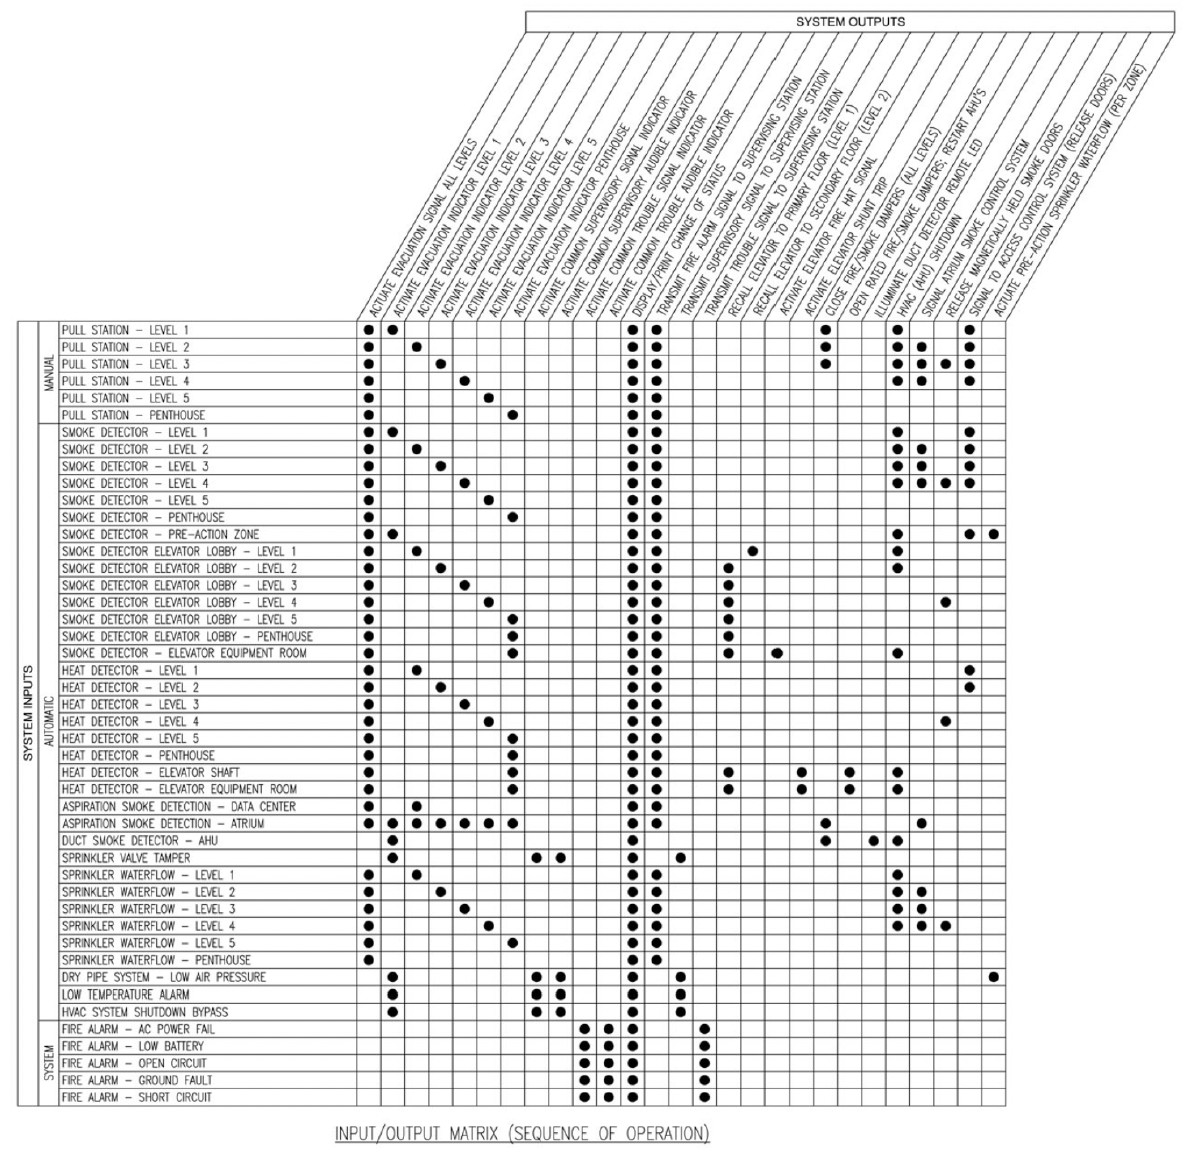 SYSTEM OUTPUTS
ACTUATE EVACUATION SIGNAL ALL LEVELS
ACTIVATE EVACUATION INDICATOR LEVEL 1
ACTIVATE EVACUATION INDICATOR LEVEL 2
ACTIVATE EVACUATION INDICATOR LEVEL 3
ACTIVATE EVACUATION INDICATOR LEVEL 4
ACTIVATE EVACUATION INDICATOR LEVEL 5
ACTIVATE EVACUATION INDICATOR PENTHOUSE
ACTIVATE COMMON SUPERVISORY SIGNAL INDICATOR
ACTIVATE COMMON SUPERVISORY AUDIBLE INDICATOR
ACTIVATE COMMON TROUBLE SIGNAL INDICATOR
ACTIVATE COMMON TROUBLE AUDIBLE INDICATOR
DISPLAY/PRINT CHANGE OF STATUS
TRANSMIT FIRE ALARM SIGNAL TO SUPERVISING STATION
TRANSMIT SUPERVISORY SIGNAL TO SUPERVISING STATION
TRANSMIT TROUBLE SIGNAL TO SUPERVISING STATION
RECALL ELEVATOR TO PRIMARY FLOOR (LEVEL 1)
RECALL ELEVATOR TO SECONDARY FLOOR (LEVEL 2)
ACTIVATE ELEVATOR FIRE HAT SIGNAL
ACTIVATE ELEVATOR SHUNT TRIP
CLOSE FIRE/SMOKE DAMPERS (ALL LEVELS)
OPEN RATED FIRE/SMOKE DAMPERS; RESTART AHU'S
ILLUMINATE DUCT DETECTOR REMOTE LED
HVAC (AHU) SHUTDOWN
SIGNAL ATRIUM SMOKE CONTROL SYSTEM
RELEASE MAGNETICALLY HELD SMOKE DOORS
SIGNAL TO ACCESS CONTROL SYSTEM (RELEASE DOORS)
ACTUATE PRE-ACTION SPRINKLER WATERFLOW (PER ZONE)
SYSTEM INPUTS
MANUAL
PULL STATION - LEVEL 1
PULL STATION - LEVEL 2
PULL STATION - LEVEL 3
PULL STATION - LEVEL 4
PULL STATION - LEVEL 5
PULL STATION - PENTHOUSE
AUTOMATIC
SMOKE DETECTOR - LEVEL 1
SMOKE DETECTOR - LEVEL 2
SMOKE DETECTOR - LEVEL 3
SMOKE DETECTOR - LEVEL 4
SMOKE DETECTOR - LEVEL 5
SMOKE DETECTOR - PENTHOUSE
SMOKE DETECTOR - PRE-ACTION ZONE
SMOKE DETECTOR ELEVATOR LOBBY - LEVEL 1
SMOKE DETECTOR ELEVATOR LOBBY - LEVEL 2
SMOKE DETECTOR ELEVATOR LOBBY - LEVEL 3
SMOKE DETECTOR ELEVATOR LOBBY - LEVEL 4
SMOKE DETECTOR ELEVATOR LOBBY - LEVEL 5
SMOKE DETECTOR ELEVATOR LOBBY - PENTHOUSE
SMOKE DETECTOR - ELEVATOR EQUIPMENT ROOM
HEAT DETECTOR - LEVEL 1
HEAT DETECTOR - LEVEL 2
HEAT DETECTOR - LEVEL 3
HEAT DETECTOR - LEVEL 4
HEAT DETECTOR - LEVEL 5
HEAT DETECTOR - PENTHOUSE
HEAT DETECTOR - ELEVATOR SHAFT
HEAT DETECTOR - ELEVATOR EQUIPMENT ROOM
ASPIRATION SMOKE DETECTION - DATA CENTER
ASPIRATION SMOKE DETECTION - ATRIUM
DUCT SMOKE DETECTOR - AHU
SPRINKLER VALVE TAMPER
SPRINKLER WATERFLOW - LEVEL 1
SPRINKLER WATERFLOW - LEVEL 2
SPRINKLER WATERFLOW - LEVEL 3
SPRINKLER WATERFLOW - LEVEL 4
SPRINKLER WATERFLOW - LEVEL 5
SPRINKLER WATERFLOW - PENTHOUSE
DRY PIPE SYSTEM - LOW AIR PRESSURE
LOW TEMPERATURE ALARM
HVAC SYSTEM SHUTDOWN BYPASS
SYSTEM
FIRE ALARM - AC POWER FAIL
FIRE ALARM - LOW BATTERY
FIRE ALARM - OPEN CIRCUIT
FIRE ALARM - GROUND FAULT
FIRE ALARM - SHORT CIRCUIT
INPUT/OUTPUT MATRIX (SEQUENCE OF OPERATION)